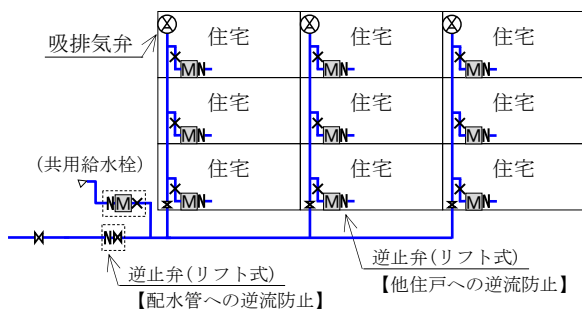 住宅 住宅 住宅
吸排気弁
M N M N M N
住宅 住宅 住宅
M N M N M N
(共用給水栓)
住宅 住宅 住宅
M N M N M N
N M
N
逆止弁(リフト式)
【配水管への逆流防止】
逆止弁(リフト式)
【他住戸への逆流防止】